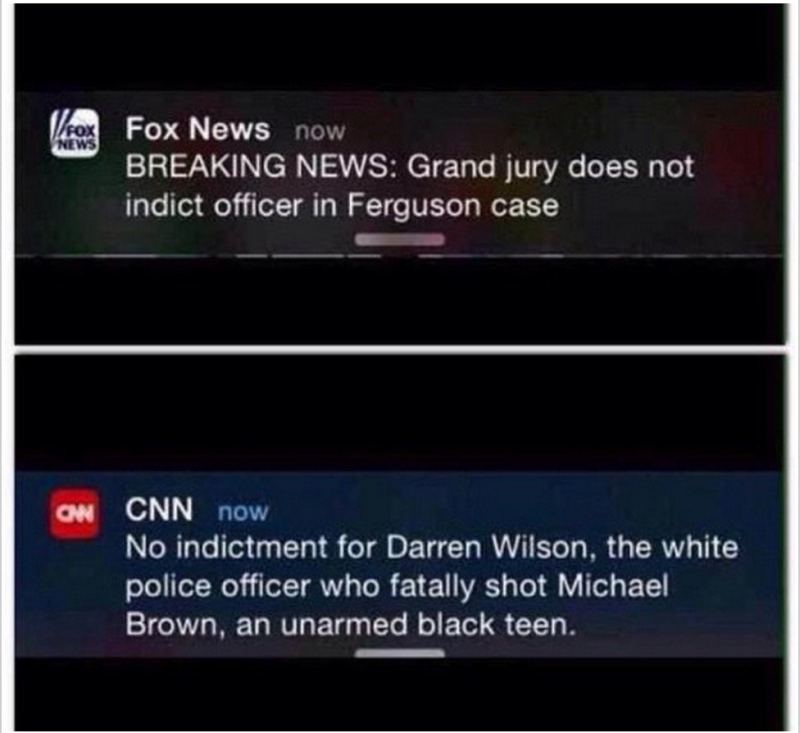 FOX
NEWS
Fox News now
BREAKING NEWS: Grand jury does not
indict officer in Ferguson case
CNN
CNN now
No indictment for Darren Wilson, the white
police officer who fatally shot Michael
Brown, an unarmed black teen.